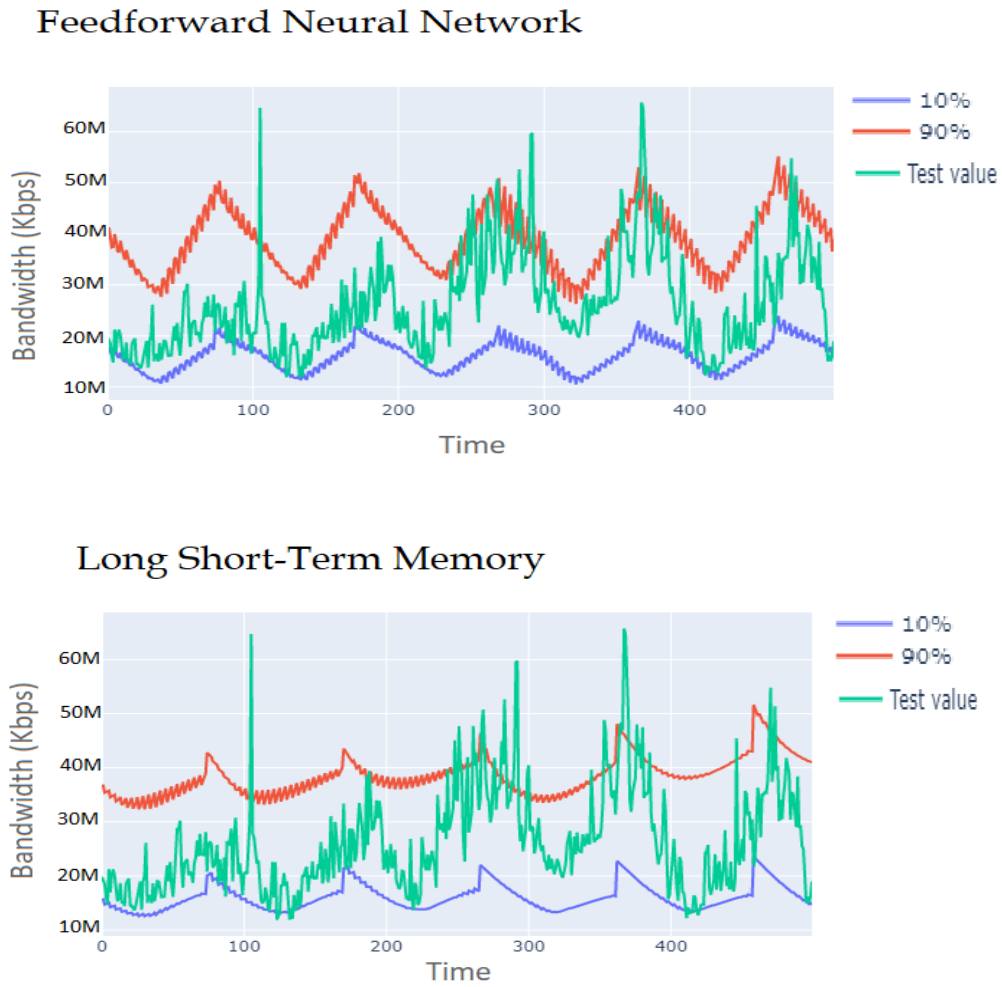 Feedforward Neural Network
10%
90%
Test value
60M
50M
40M
30M
20M
10M
Bandwidth (Kbps)
0 100 200 300 400
Time
Long Short-Term Memory
10%
90%
Test value
60M
50M
40M
30M
20M
10M
Bandwidth (Kbps)
0 100 200 300 400
Time